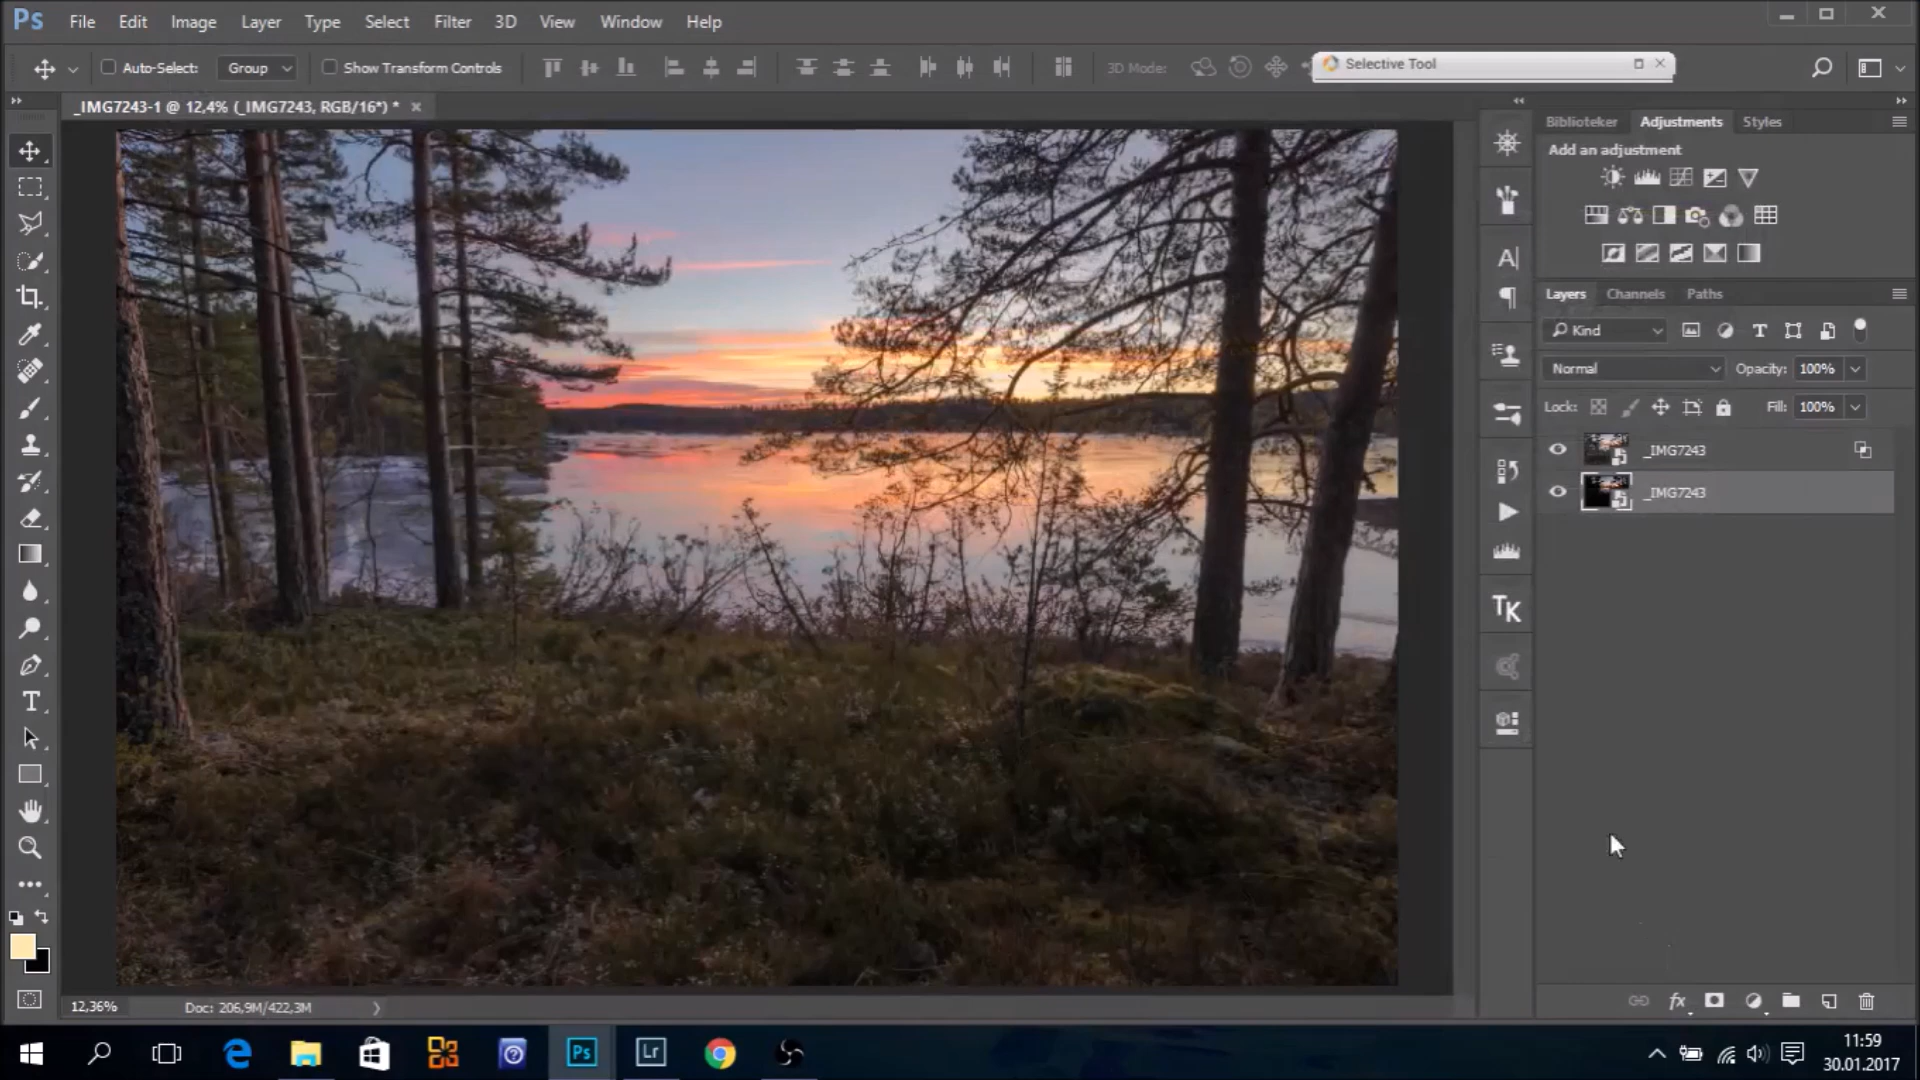 Ps File Edit Image Layer Type Select Filter 3D View Window Help
Auto-Select: Group Show Transform Controls 3D Mode: Selective Tool
_IMG7243-1 @ 12,4% (_IMG7243, RGB/16*) *
Biblioteker Adjustments Styles
Add an adjustment
Layers Channels Paths
Kind
Normal Opacity: 100%
Lock: Fill: 100%
_IMG7243
_IMG7243
TK
12,36% Doc: 206,9M/422,3M
Ps Lr
11:59
30.01.2017